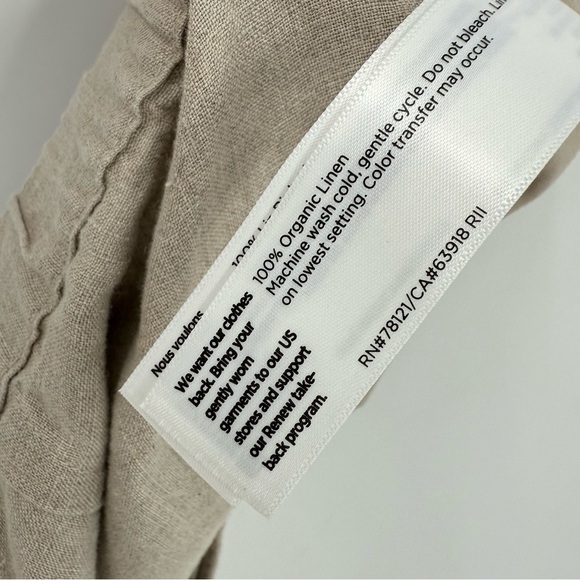 100% Organic Linen
Machine wash cold, gentle cycle. Do not bleach.
on lowest setting. Color transfer may occur.
RN#78121/CA#63918 RII
We want our clothes
back. Bring your
gently worn
garments to our US
stores and support
our Renew take-
back program.
Nous voulons
100%